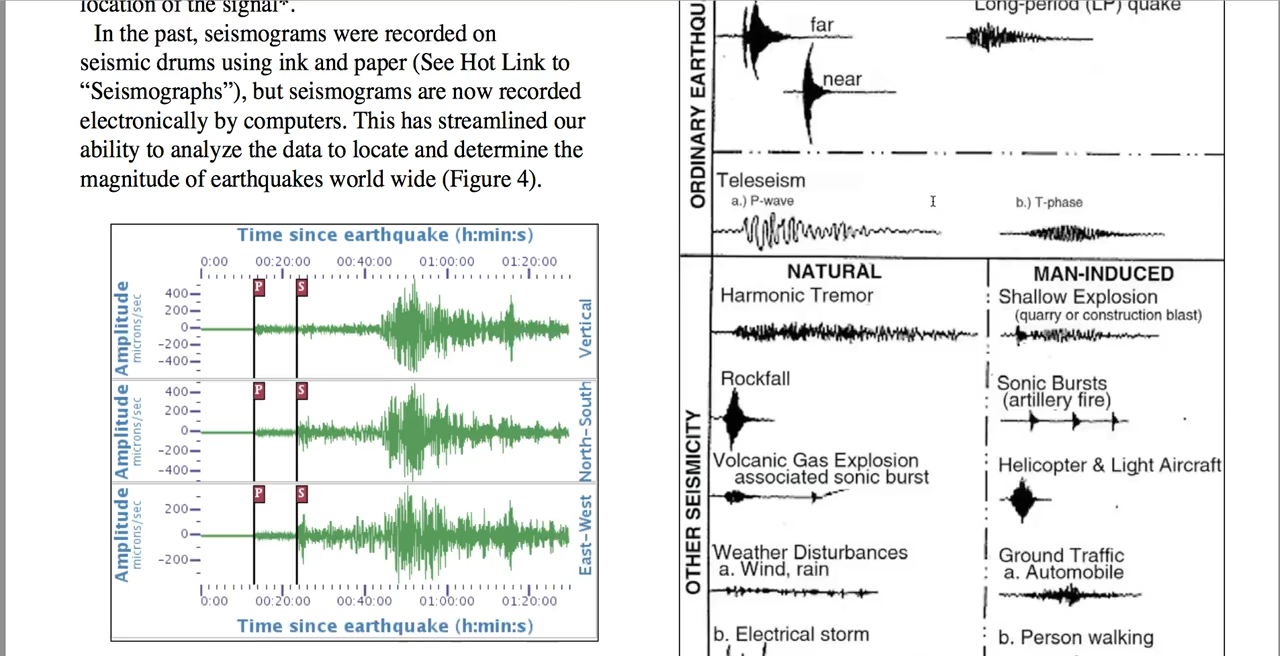 location of the signal*.
In the past, seismograms were recorded on
seismic drums using ink and paper (See Hot Link to
“Seismographs”), but seismograms are now recorded
electronically by computers. This has streamlined our
ability to analyze the data to locate and determine the
magnitude of earthquakes world wide (Figure 4).
Time since earthquake (h:min:s)
0:00 00:20:00 00:40:00 01:00:00 01:20:00
Amplitude
microns/sec
400
200
0
-200
-400
P
S
Vertical
Amplitude
microns/sec
400
200
0
-200
-400
P
S
North-South
Amplitude
microns/sec
200
0
-200
P
S
East-West
0:00 00:20:00 00:40:00 01:00:00 01:20:00
Time since earthquake (h:min:s)
ORDINARY EARTHQU
far
near
Long-period (LP) quake
Teleseism
a.) P-wave
b.) T-phase
OTHER SEISMICITY
NATURAL
Harmonic Tremor
Rockfall
Volcanic Gas Explosion
associated sonic burst
Weather Disturbances
a. Wind, rain
b. Electrical storm
MAN-INDUCED
Shallow Explosion
(quarry or construction blast)
Sonic Bursts
(artillery fire)
Helicopter & Light Aircraft
Ground Traffic
a. Automobile
b. Person walking